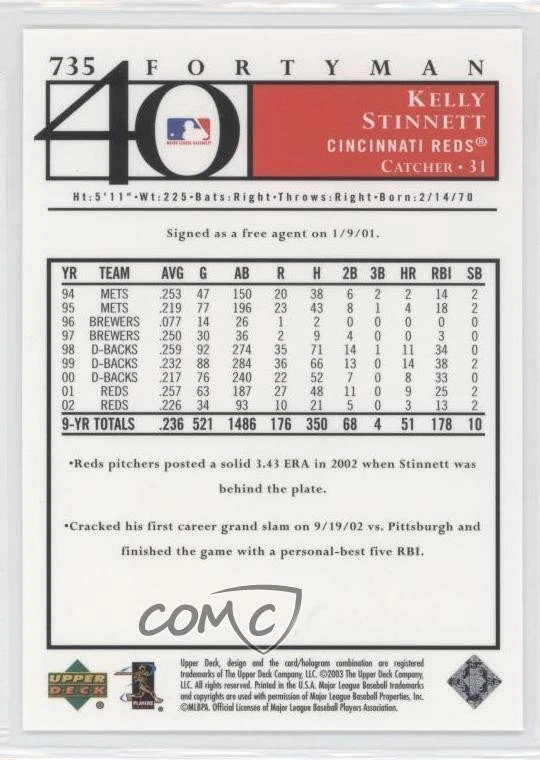 735 FORTYMAN
40
MAJOR LEAGUE BASEBALL
KELLY
STINNETT
CINCINNATI REDS®
CATCHER • 31
Ht:5'11"•Wt:225•Bats:Right•Throws:Right•Born:2/14/70
Signed as a free agent on 1/9/01.
YR TEAM AVG G AB R H 2B 3B HR RBI SB
94 METS .253 47 150 20 38 6 2 2 14 2
95 METS .219 77 196 23 43 8 1 4 18 2
96 BREWERS .077 14 26 1 2 0 0 0 0 0
97 BREWERS .250 30 36 2 9 4 0 0 3 0
98 D-BACKS .259 92 274 35 71 14 1 11 34 0
99 D-BACKS .232 88 284 36 66 13 0 14 38 2
00 D-BACKS .217 76 240 22 52 7 0 8 33 0
01 REDS .257 63 187 27 48 11 0 9 25 2
02 REDS .226 34 93 10 21 5 0 3 13 2
9-YR TOTALS .236 521 1486 176 350 68 4 51 178 10
•Reds pitchers posted a solid 3.43 ERA in 2002 when Stinnett was
behind the plate.
•Cracked his first career grand slam on 9/19/02 vs. Pittsburgh and
finished the game with a personal-best five RBI.
COMC
UPPER
DECK
®
PLAYERS
Upper Deck, design and the card/hologram combination are registered
trademarks of The Upper Deck Company, LLC. ©2003 The Upper Deck Company,
LLC. All rights reserved. Printed in the U.S.A. Major League Baseball trademarks
and copyrights are used with permission of Major League Baseball Properties, Inc.
©MLBPA. Official Licensee of Major League Baseball Players Association.